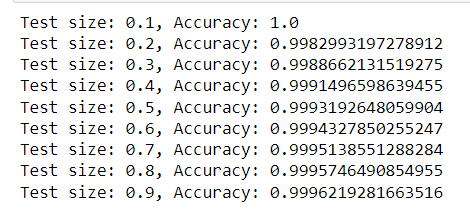 Test size: 0.1, Accuracy: 1.0
Test size: 0.2, Accuracy: 0.9982993197278912
Test size: 0.3, Accuracy: 0.9988662131519275
Test size: 0.4, Accuracy: 0.9991496598639455
Test size: 0.5, Accuracy: 0.9993192648059904
Test size: 0.6, Accuracy: 0.9994327850255247
Test size: 0.7, Accuracy: 0.9995138551288284
Test size: 0.8, Accuracy: 0.9995746490854955
Test size: 0.9, Accuracy: 0.9996219281663516